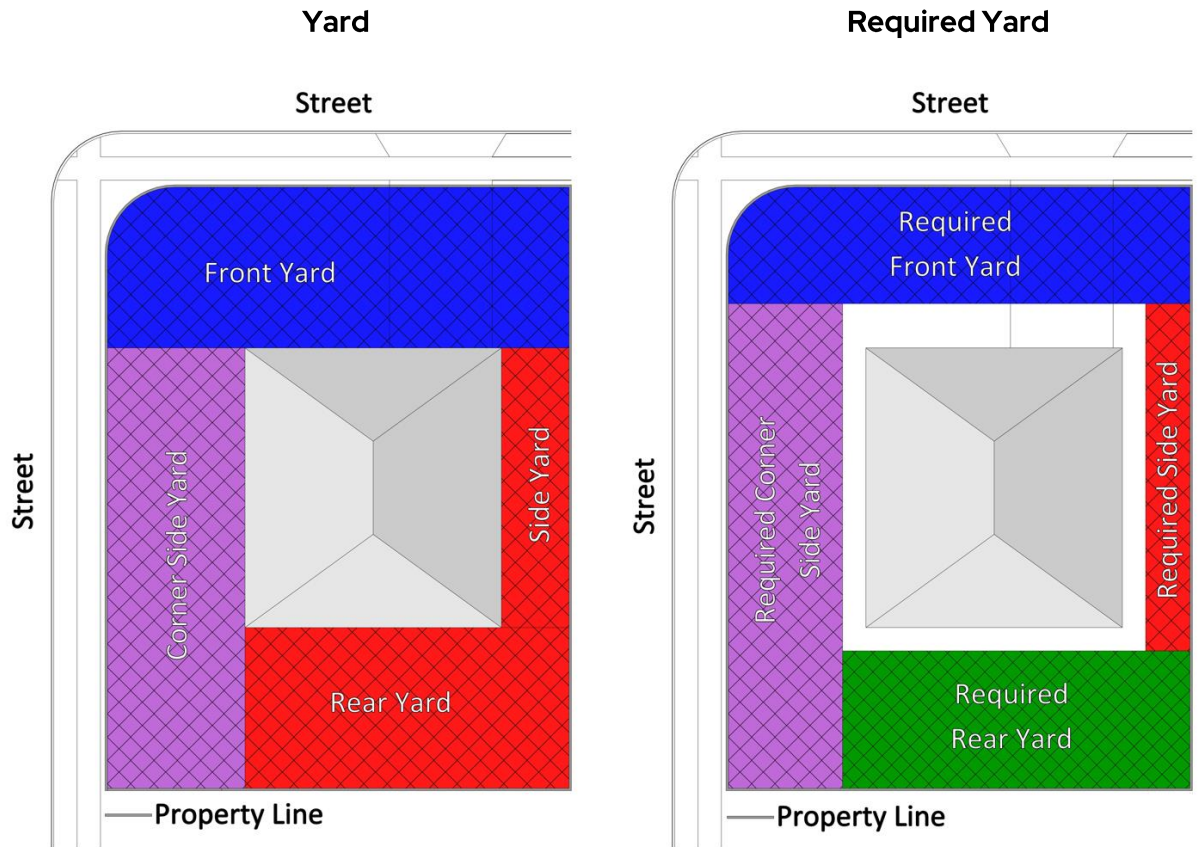 Yard
Street
Front Yard
Street
Corner Side Yard
Side Yard
Rear Yard
Property Line
Required Yard
Street
Required
Front Yard
Street
Required Corner
Side Yard
Required Side Yard
Required
Rear Yard
Property Line